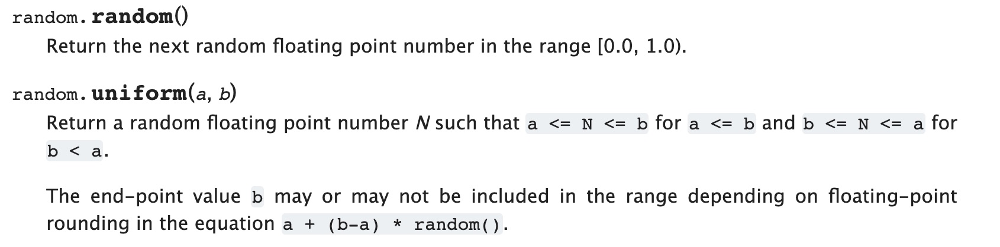 random.random()
Return the next random floating point number in the range [0.0, 1.0).
random.uniform(a, b)
Return a random floating point number N such that a <= N <= b for a <= b and b <= N <= a for
b < a.
The end-point value b may or may not be included in the range depending on floating-point
rounding in the equation a + (b-a) * random().